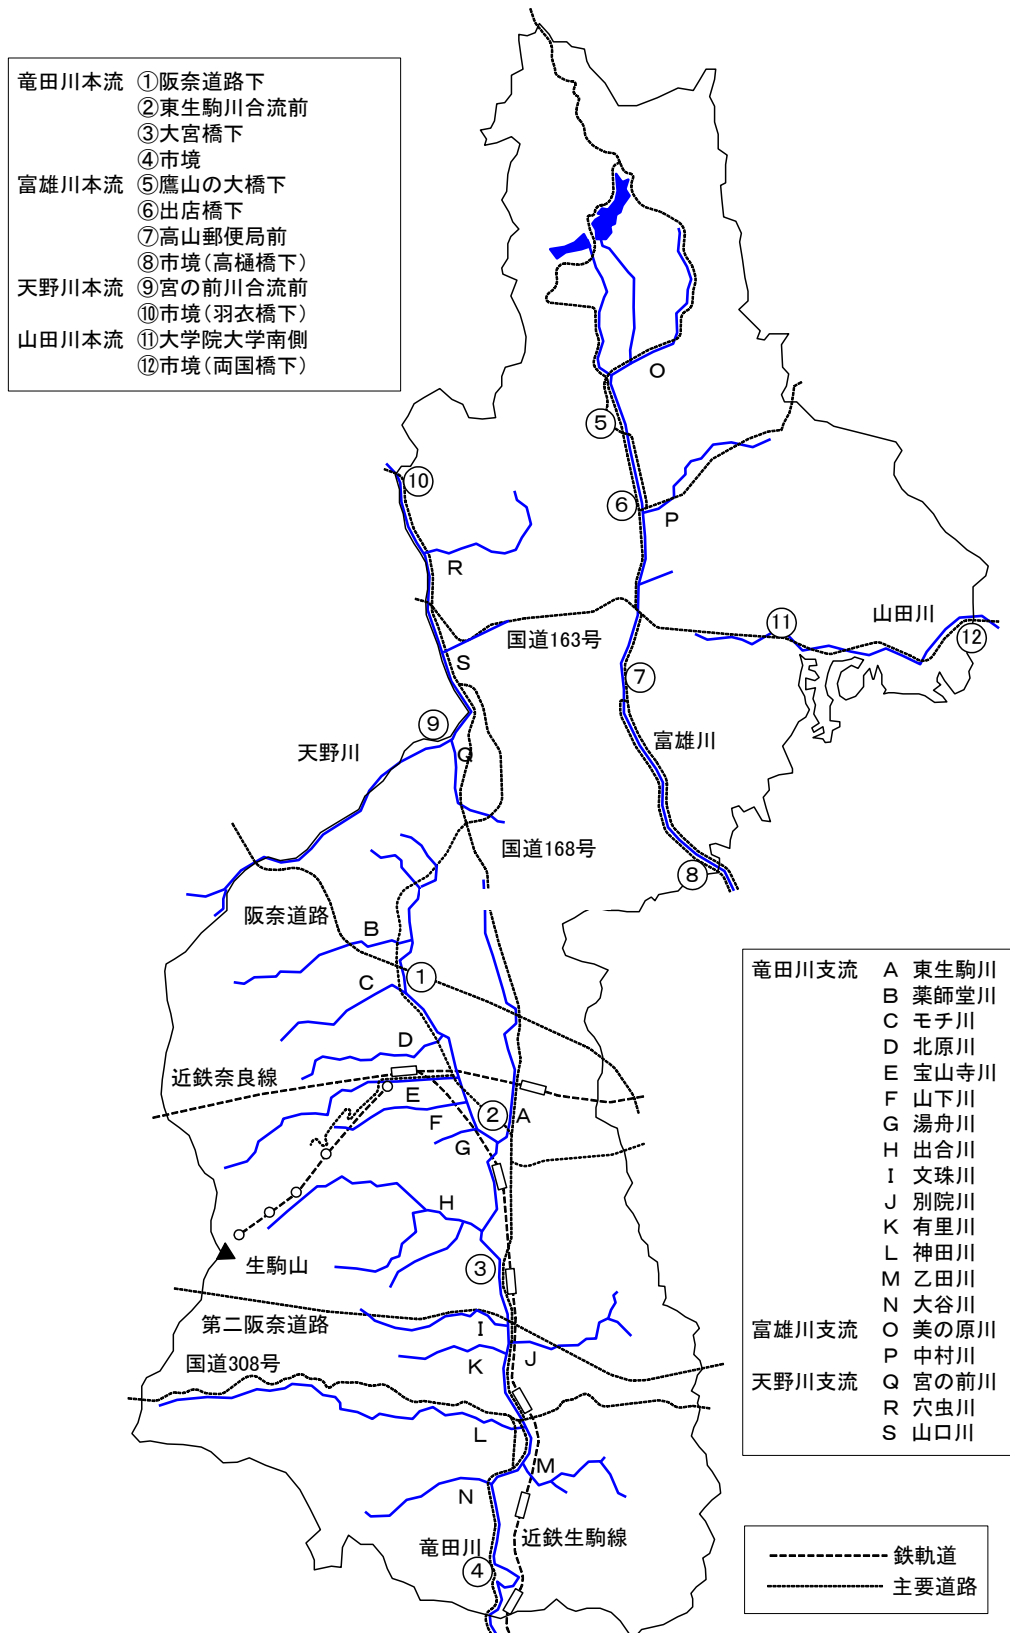 竜田川本流 ①阪奈道路下
②東生駒川合流前
③大宮橋下
④市境
富雄川本流 ⑤鷹山の大橋下
⑥出店橋下
⑦高山郵便局前
⑧市境(高樋橋下)
天野川本流 ⑨宮の前川合流前
⑩市境(羽衣橋下)
山田川本流 ⑪大学院大学南側
⑫市境(両国橋下)
O
⑤
⑩
⑥
P
R
山田川
⑪
⑫
国道163号
S
⑦
⑨
富雄川
天野川
Q
国道168号
⑧
阪奈道路
B
①
C
D
近鉄奈良線
E
②
A
F
G
H
生駒山
③
第二阪奈道路
I
国道308号
J
K
L
M
N
竜田川
近鉄生駒線
④
竜田川支流 A 東生駒川
B 薬師堂川
C モチ川
D 北原川
E 宝山寺川
F 山下川
G 湯舟川
H 出合川
I 文珠川
J 別院川
K 有里川
L 神田川
M 乙田川
N 大谷川
富雄川支流 O 美の原川
P 中村川
天野川支流 Q 宮の前川
R 穴虫川
S 山口川
鉄軌道
主要道路